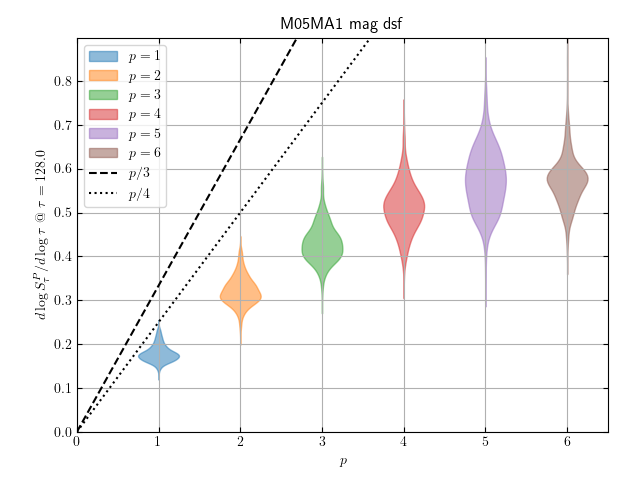 M05MA1 mag dsf
d log S_τ^P / d log τ @ τ = 128.0
0.8
0.7
0.6
0.5
0.4
0.3
0.2
0.1
0.0
p = 1
p = 2
p = 3
p = 4
p = 5
p = 6
p/3
p/4
0 1 2 3 4 5 6
p